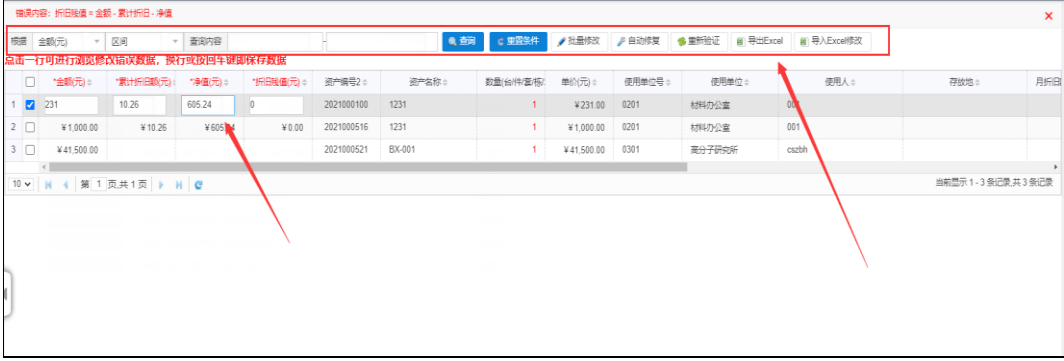 错误内容：折旧残值 = 金额 - 累计折旧 - 净值
根据 金额(元) 区间 查询内容 - 查询 重置条件 批量修改 自动修复 重新验证 导出Excel 导入Excel修改
点击一行可进行浏览修改错误数据，换行或按回车键即保存数据
*金额(元) *累计折旧额(元) *净值(元) *折旧残值(元) 资产编号2 资产名称 数量(台/件/套/栋/ 单价(元) 使用单位号 使用单位 使用人 存放地 月折旧
1 231 10.26 605.24 0 2021000100 1231 1 ￥231.00 0201 材料办公室 001
2 ￥1,000.00 ￥10.26 ￥605.24 ￥0.00 2021000516 1231 1 ￥1,000.00 0201 材料办公室 001
3 ￥41,500.00 2021000521 BX-001 1 ￥41,500.00 0301 高分子研究所 cszbh
10 第 1 页,共 1 页 当前显示 1 - 3 条记录,共 3 条记录